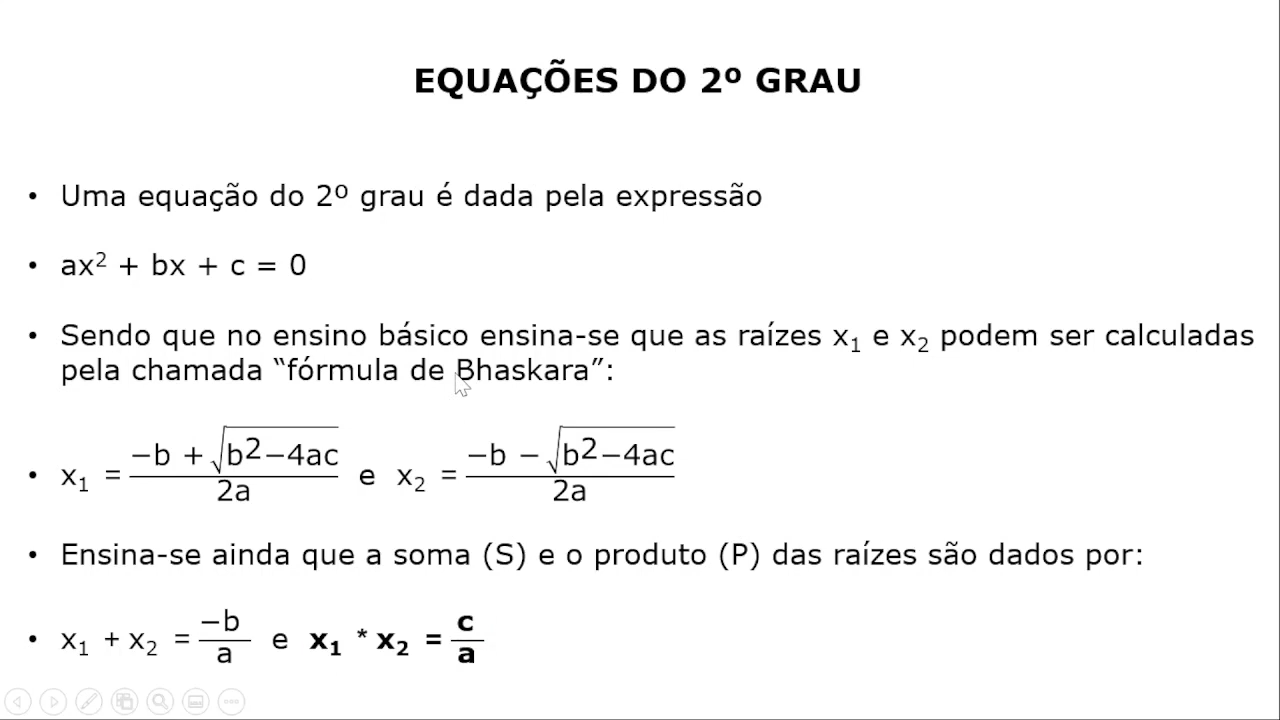 EQUAÇÕES DO 2º GRAU
• Uma equação do 2º grau é dada pela expressão
• ax² + bx + c = 0
• Sendo que no ensino básico ensina-se que as raízes x₁ e x₂ podem ser calculadas
pela chamada “fórmula de Bhaskara”:
• x₁ = (−b + √(b²−4ac))/(2a) e x₂ = (−b − √(b²−4ac))/(2a)
• Ensina-se ainda que a soma (S) e o produto (P) das raízes são dados por:
• x₁ + x₂ = −b/a e x₁ * x₂ = c/a